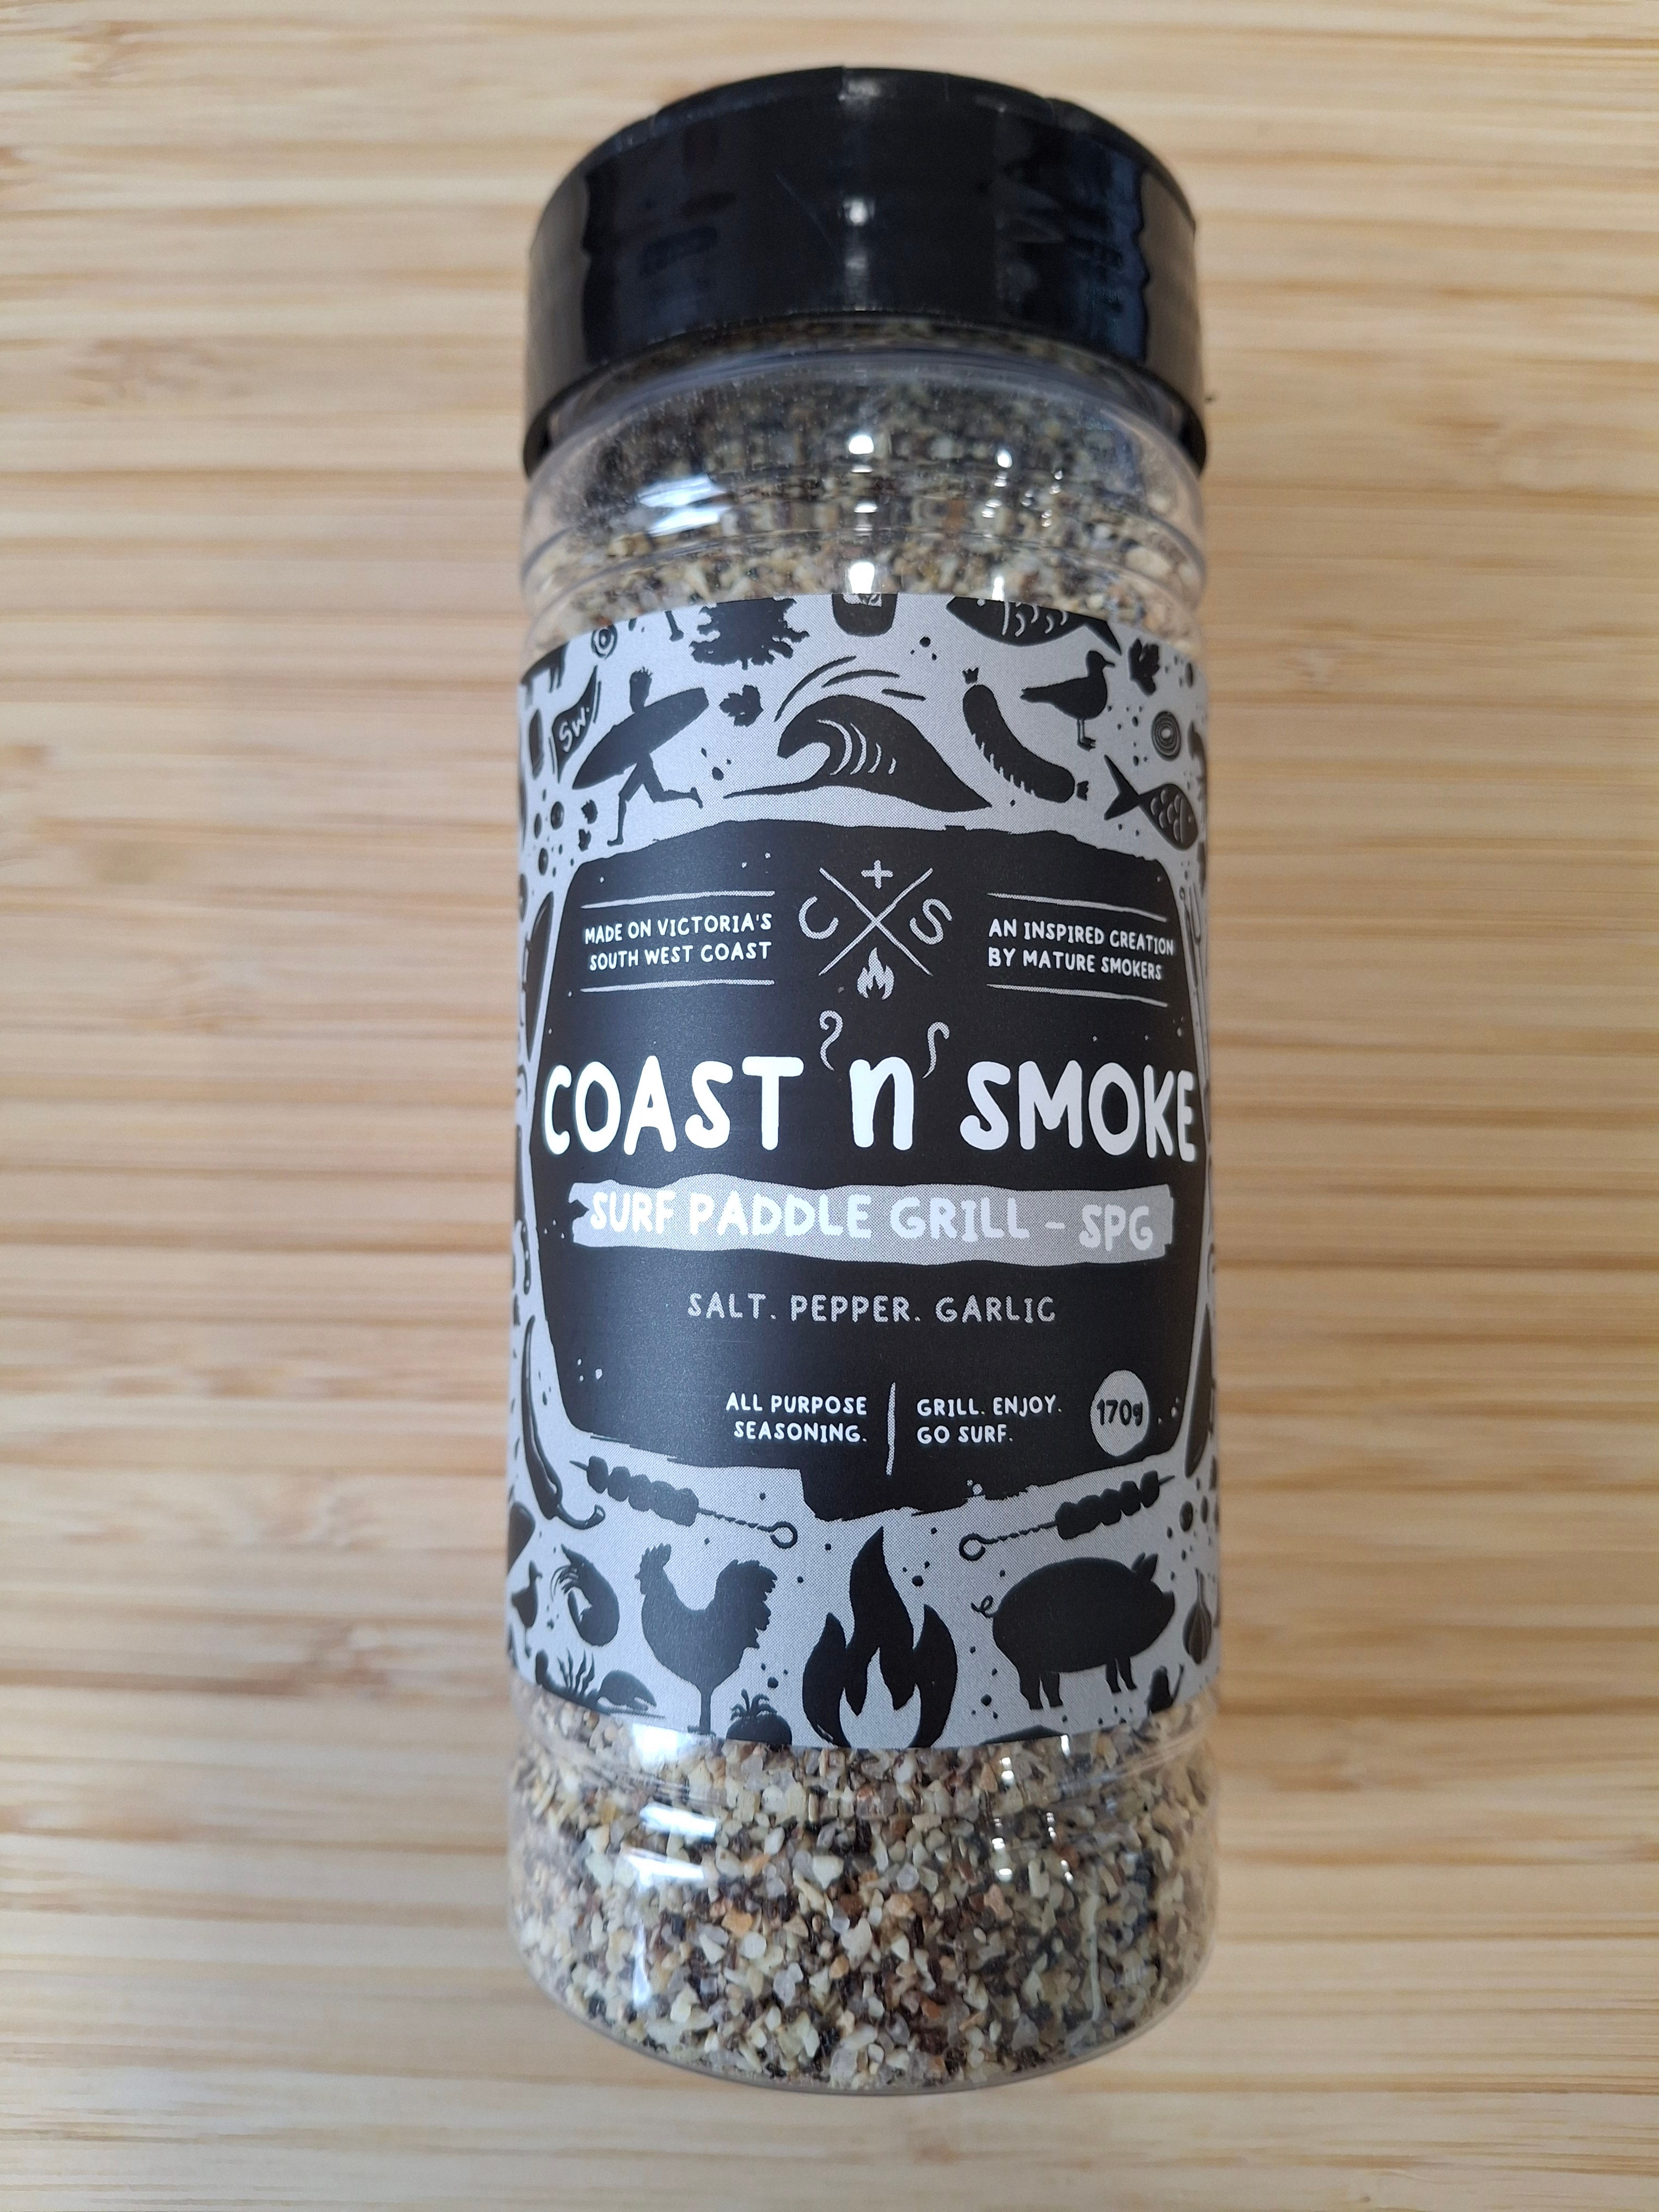 SW.
C + S
MADE ON VICTORIA'S
SOUTH WEST COAST
AN INSPIRED CREATION
BY MATURE SMOKERS
COAST 'n' SMOKE
SURF PADDLE GRILL - SPG
SALT. PEPPER. GARLIC
ALL PURPOSE
SEASONING.
GRILL. ENJOY.
GO SURF.
170g